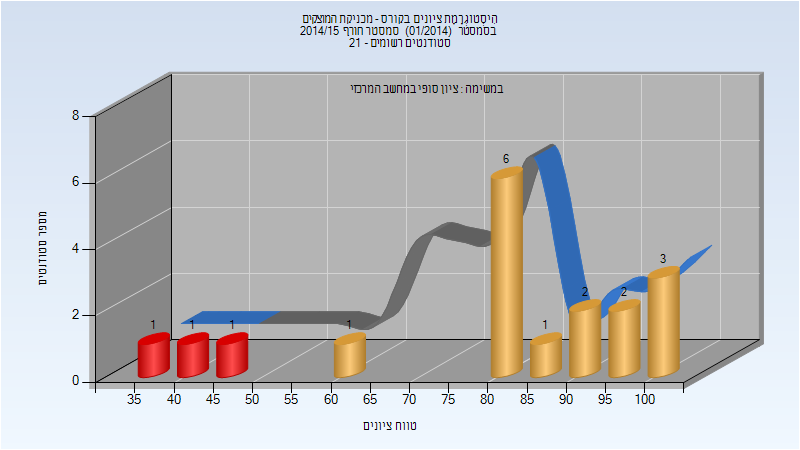 היסטוגרמת ציונים בקורס - מכניקת המוצקים
בסמסטר (01/2014) סמסטר חורף 2014/15
סטודנטים רשומים - 21
במשימה : ציון סופי במחשב המרכזי
מספר סטודנטים
8
6
4
2
0
1
1
1
1
6
1
2
2
3
35 40 45 50 55 60 65 70 75 80 85 90 95 100
טווח ציונים